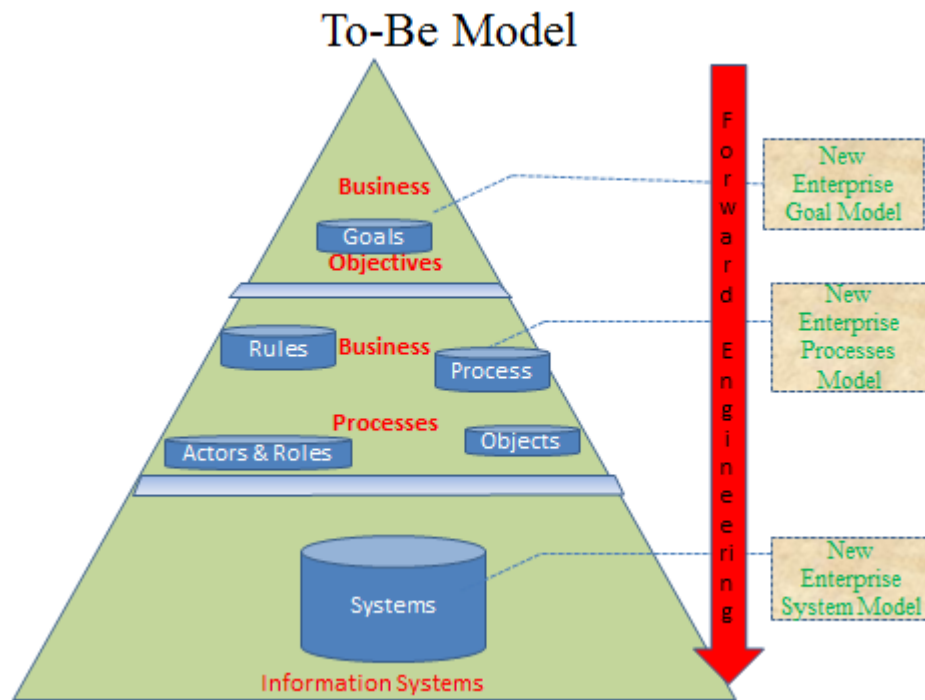 To-Be Model
Business
Goals
Objectives
Rules
Business
Process
Processes
Actors & Roles
Objects
Systems
Information Systems
Forward Engineering
New
Enterprise
Goal Model
New
Enterprise
Processes
Model
New
Enterprise
System Model